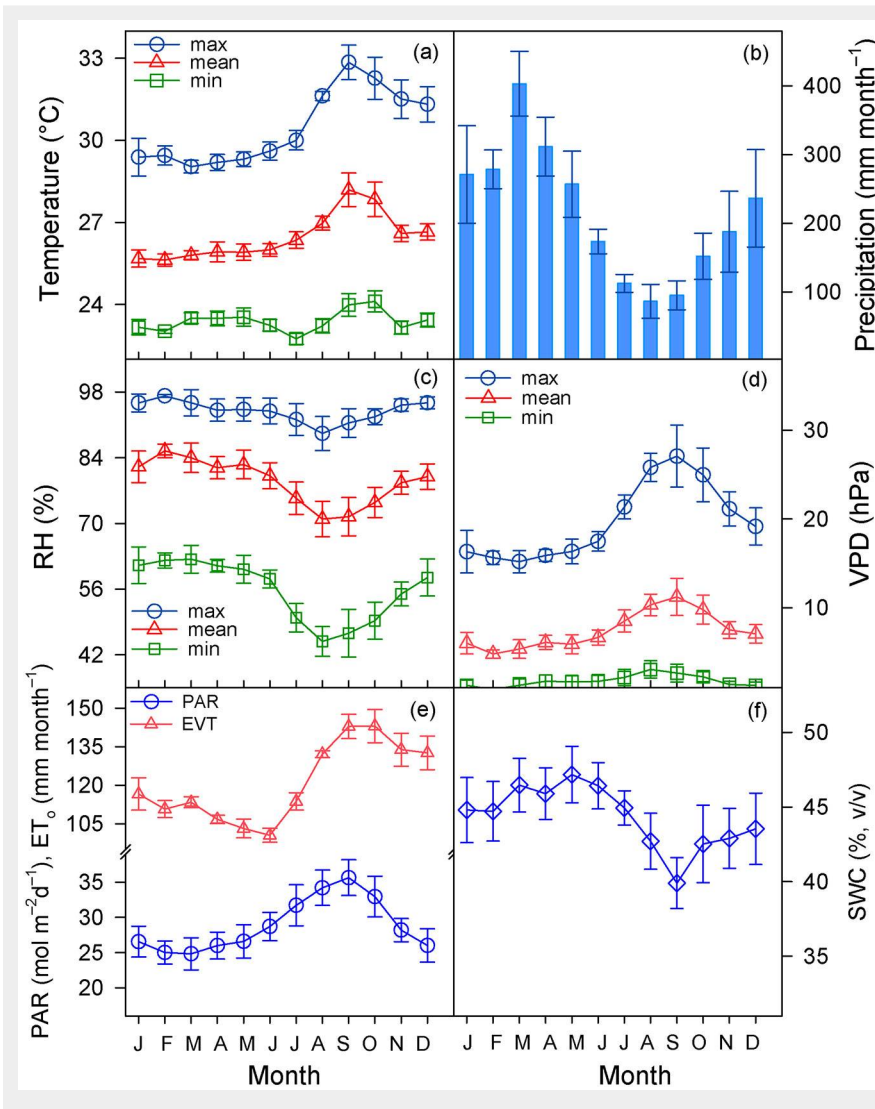 (a)
max
mean
min
33
30
27
24
Temperature (°C)
(b)
400
300
200
100
Precipitation (mm month⁻¹)
(c)
98
84
70
56
42
RH (%)
max
mean
min
(d)
max
mean
min
30
20
10
VPD (hPa)
(e)
PAR
EVT
150
135
120
105
35
30
25
20
PAR (mol m⁻²d⁻¹), ETₒ (mm month⁻¹)
J F M A M J J A S O N D
Month
(f)
50
45
40
35
SWC (%, v/v)
J F M A M J J A S O N D
Month